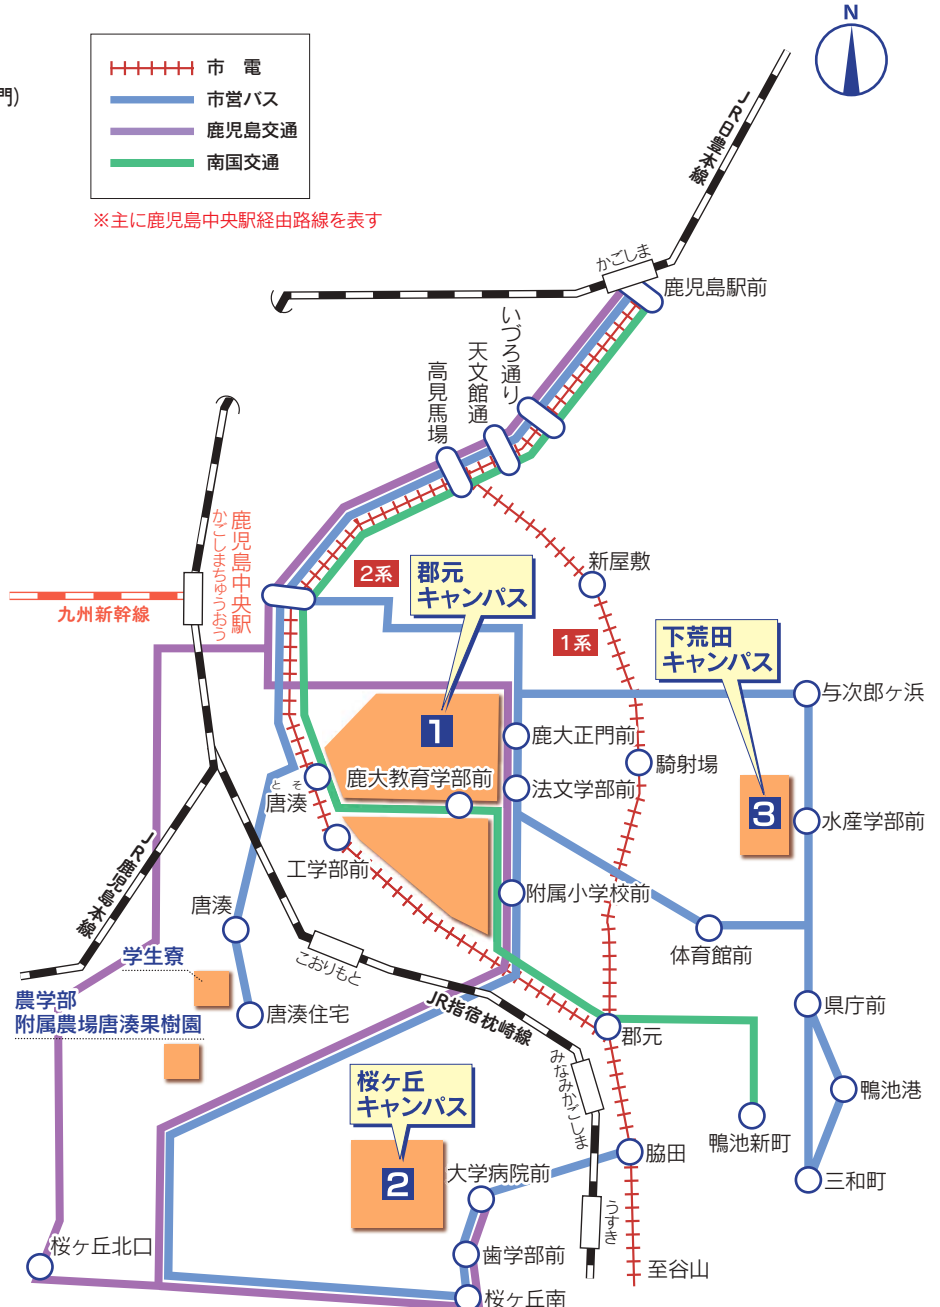 N
門)
市　電
市営バス
鹿児島交通
南国交通
※主に鹿児島中央駅経由路線を表す
JR日豊本線
かごしま
鹿児島駅前
いづろ通り
天文館通
高見馬場
鹿児島中央駅
かごしまちゅうおう
九州新幹線
2系
郡元
キャンパス
新屋敷
1系
下荒田
キャンパス
与次郎ヶ浜
1
鹿大正門前
騎射場
鹿大教育学部前
法文学部前
とそ
唐湊
3
水産学部前
工学部前
JR鹿児島本線
附属小学校前
唐湊
体育館前
学生寮
こおりもと
農学部
附属農場唐湊果樹園
唐湊住宅
JR指宿枕崎線
県庁前
郡元
みなみかごしま
桜ヶ丘
キャンパス
鴨池港
鴨池新町
脇田
大学病院前
2
三和町
うすき
桜ヶ丘北口
歯学部前
至谷山
桜ヶ丘南